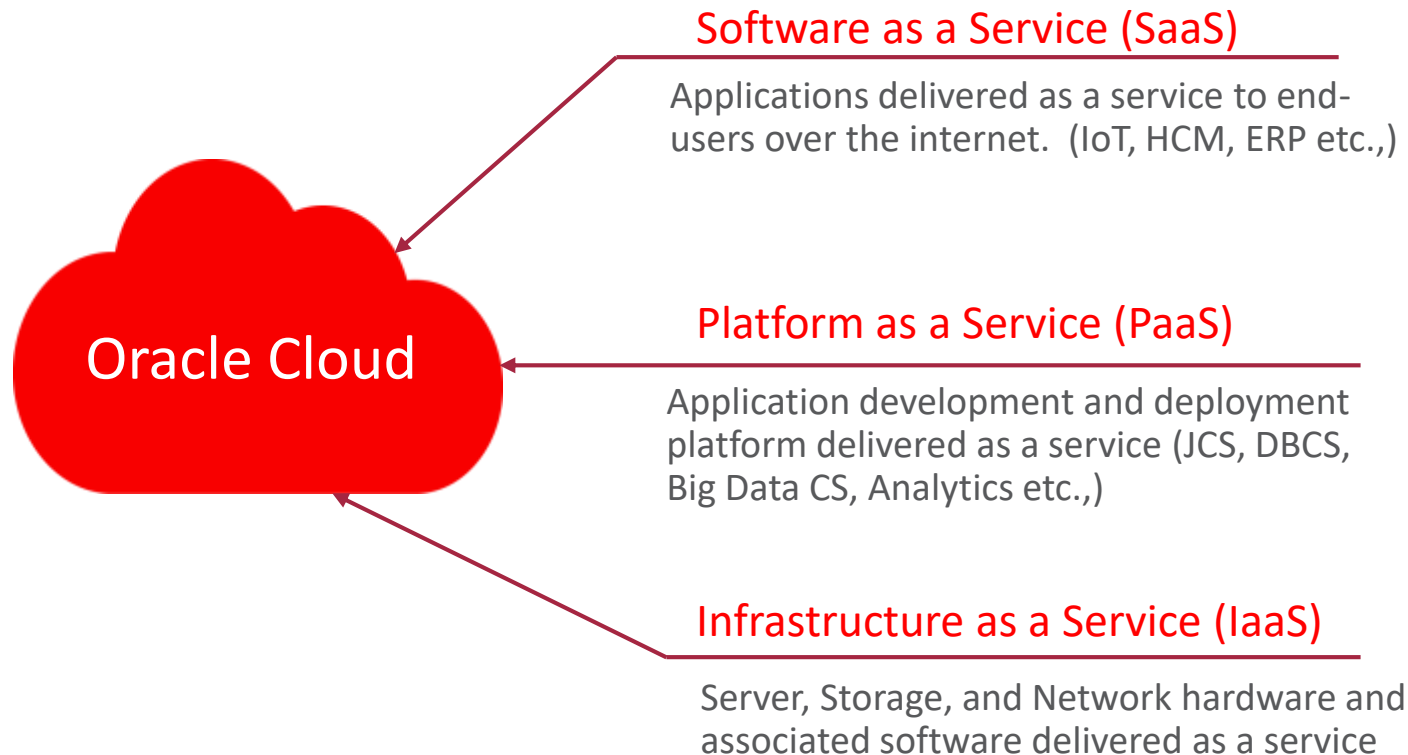 Software as a Service (SaaS)
Applications delivered as a service to end-
users over the internet.  (IoT, HCM, ERP etc.,)
Oracle Cloud
Platform as a Service (PaaS)
Application development and deployment
platform delivered as a service (JCS, DBCS,
Big Data CS, Analytics etc.,)
Infrastructure as a Service (IaaS)
Server, Storage, and Network hardware and
associated software delivered as a service